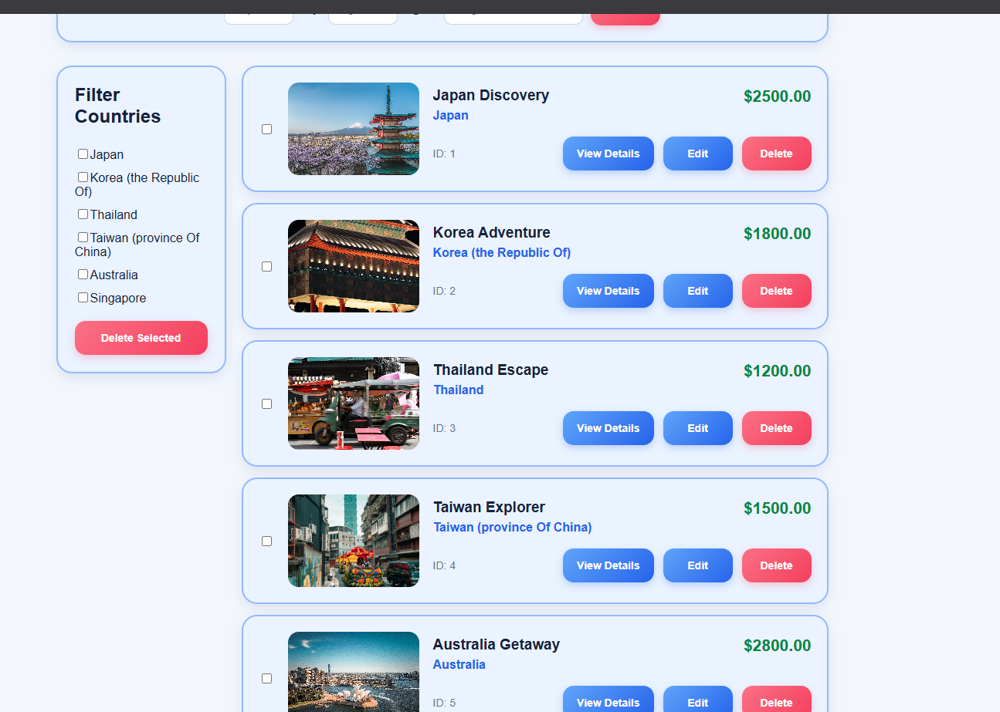 Filter
Countries
Japan
Korea (the Republic
Of)
Thailand
Taiwan (province Of
China)
Australia
Singapore
Delete Selected
Japan Discovery
$2500.00
Japan
ID: 1
View Details
Edit
Delete
Korea Adventure
$1800.00
Korea (the Republic Of)
ID: 2
View Details
Edit
Delete
Thailand Escape
$1200.00
Thailand
ID: 3
View Details
Edit
Delete
Taiwan Explorer
$1500.00
Taiwan (province Of China)
ID: 4
View Details
Edit
Delete
Australia Getaway
$2800.00
Australia
ID: 5
View Details
Edit
Delete